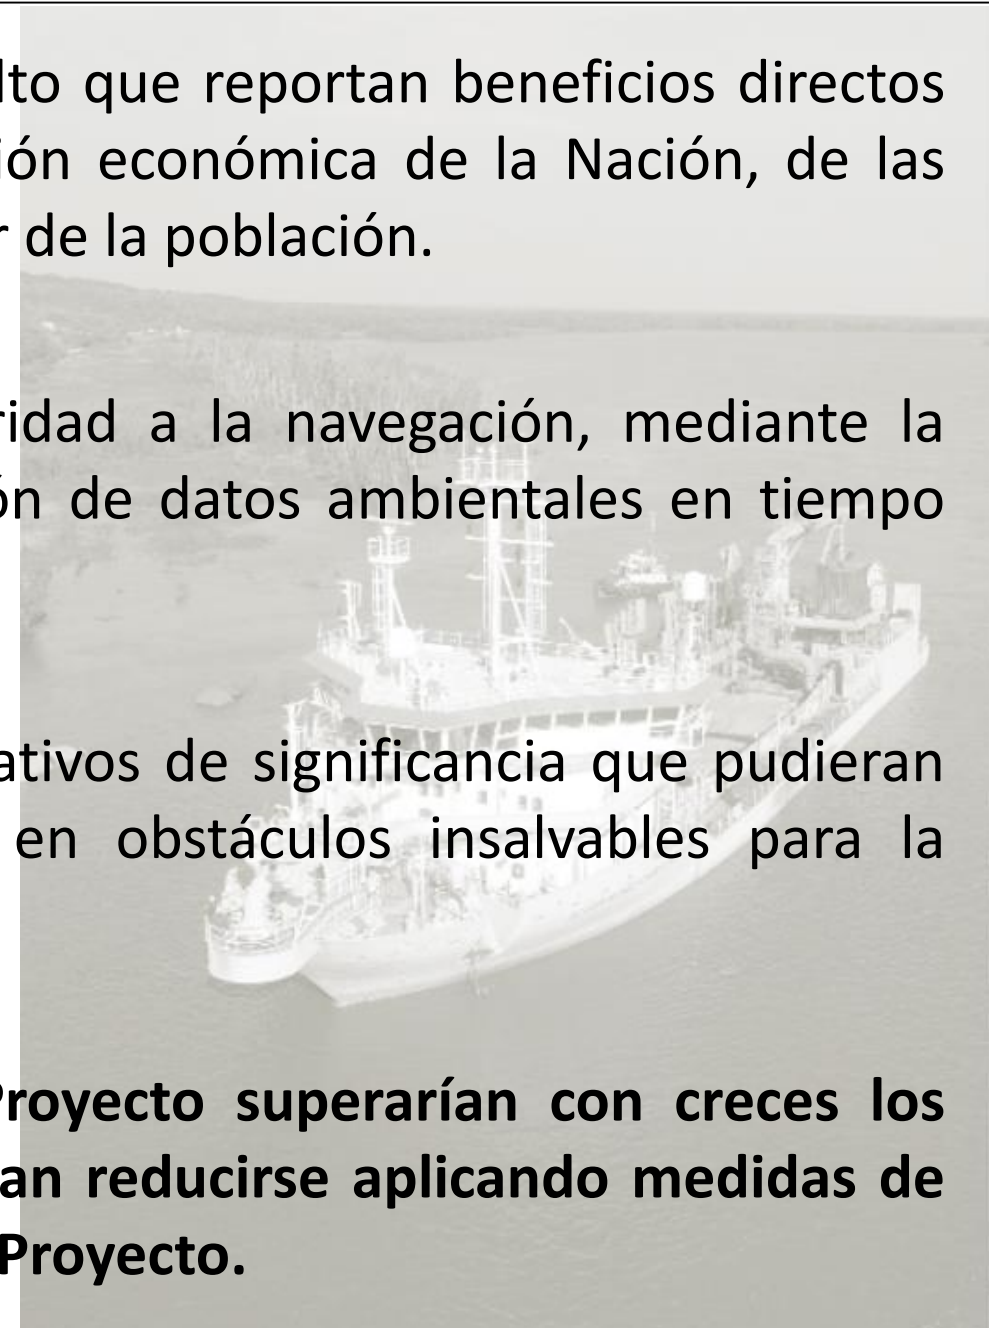 lto que reportan beneficios directos
ión económica de la Nación, de las
r de la población.
ridad a la navegación, mediante la
ón de datos ambientales en tiempo
ativos de significancia que pudieran
en obstáculos insalvables para la
Proyecto superarían con creces los
an reducirse aplicando medidas de
Proyecto.